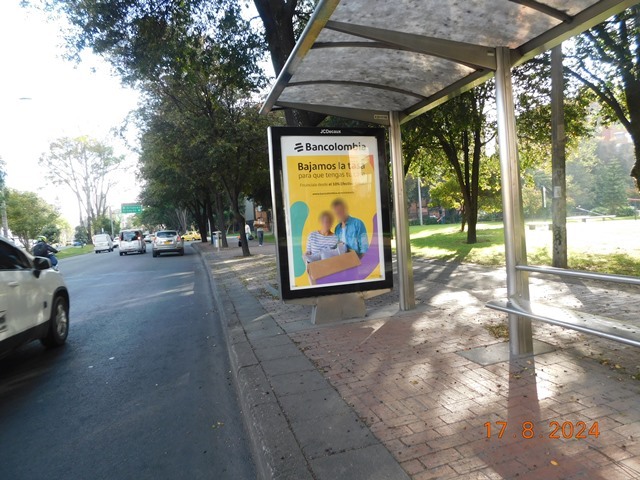 JCDecaux
Bancolombia
Bajamos la tasa
para que tengas tu
17 8 2024